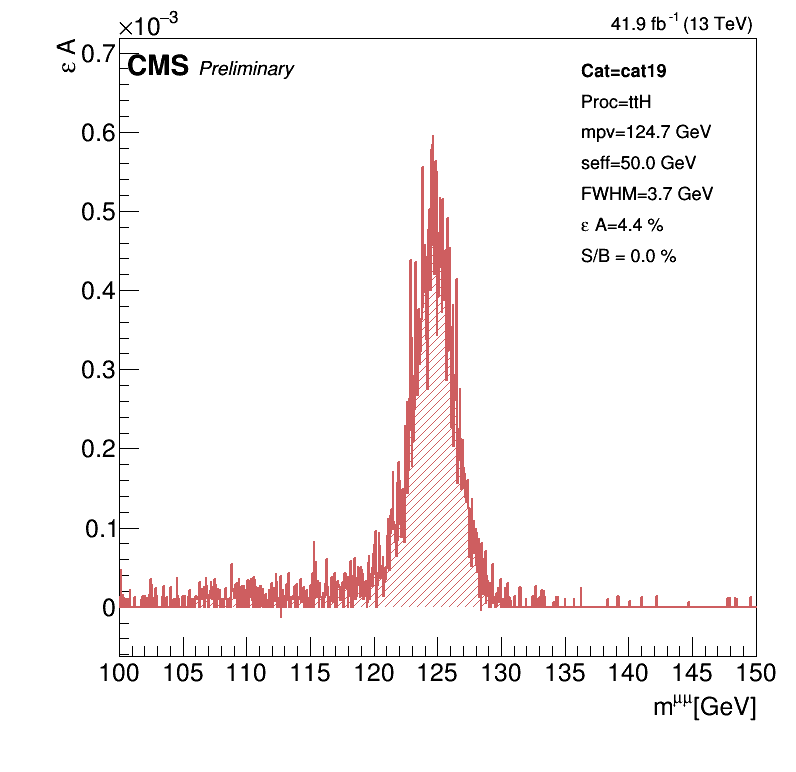 ×10⁻³
41.9 fb⁻¹ (13 TeV)
ε A
CMS Preliminary
Cat=cat19
Proc=ttH
mpv=124.7 GeV
seff=50.0 GeV
FWHM=3.7 GeV
ε A=4.4 %
S/B = 0.0 %
0.7
0.6
0.5
0.4
0.3
0.2
0.1
0
100 105 110 115 120 125 130 135 140 145 150
m^μμ[GeV]